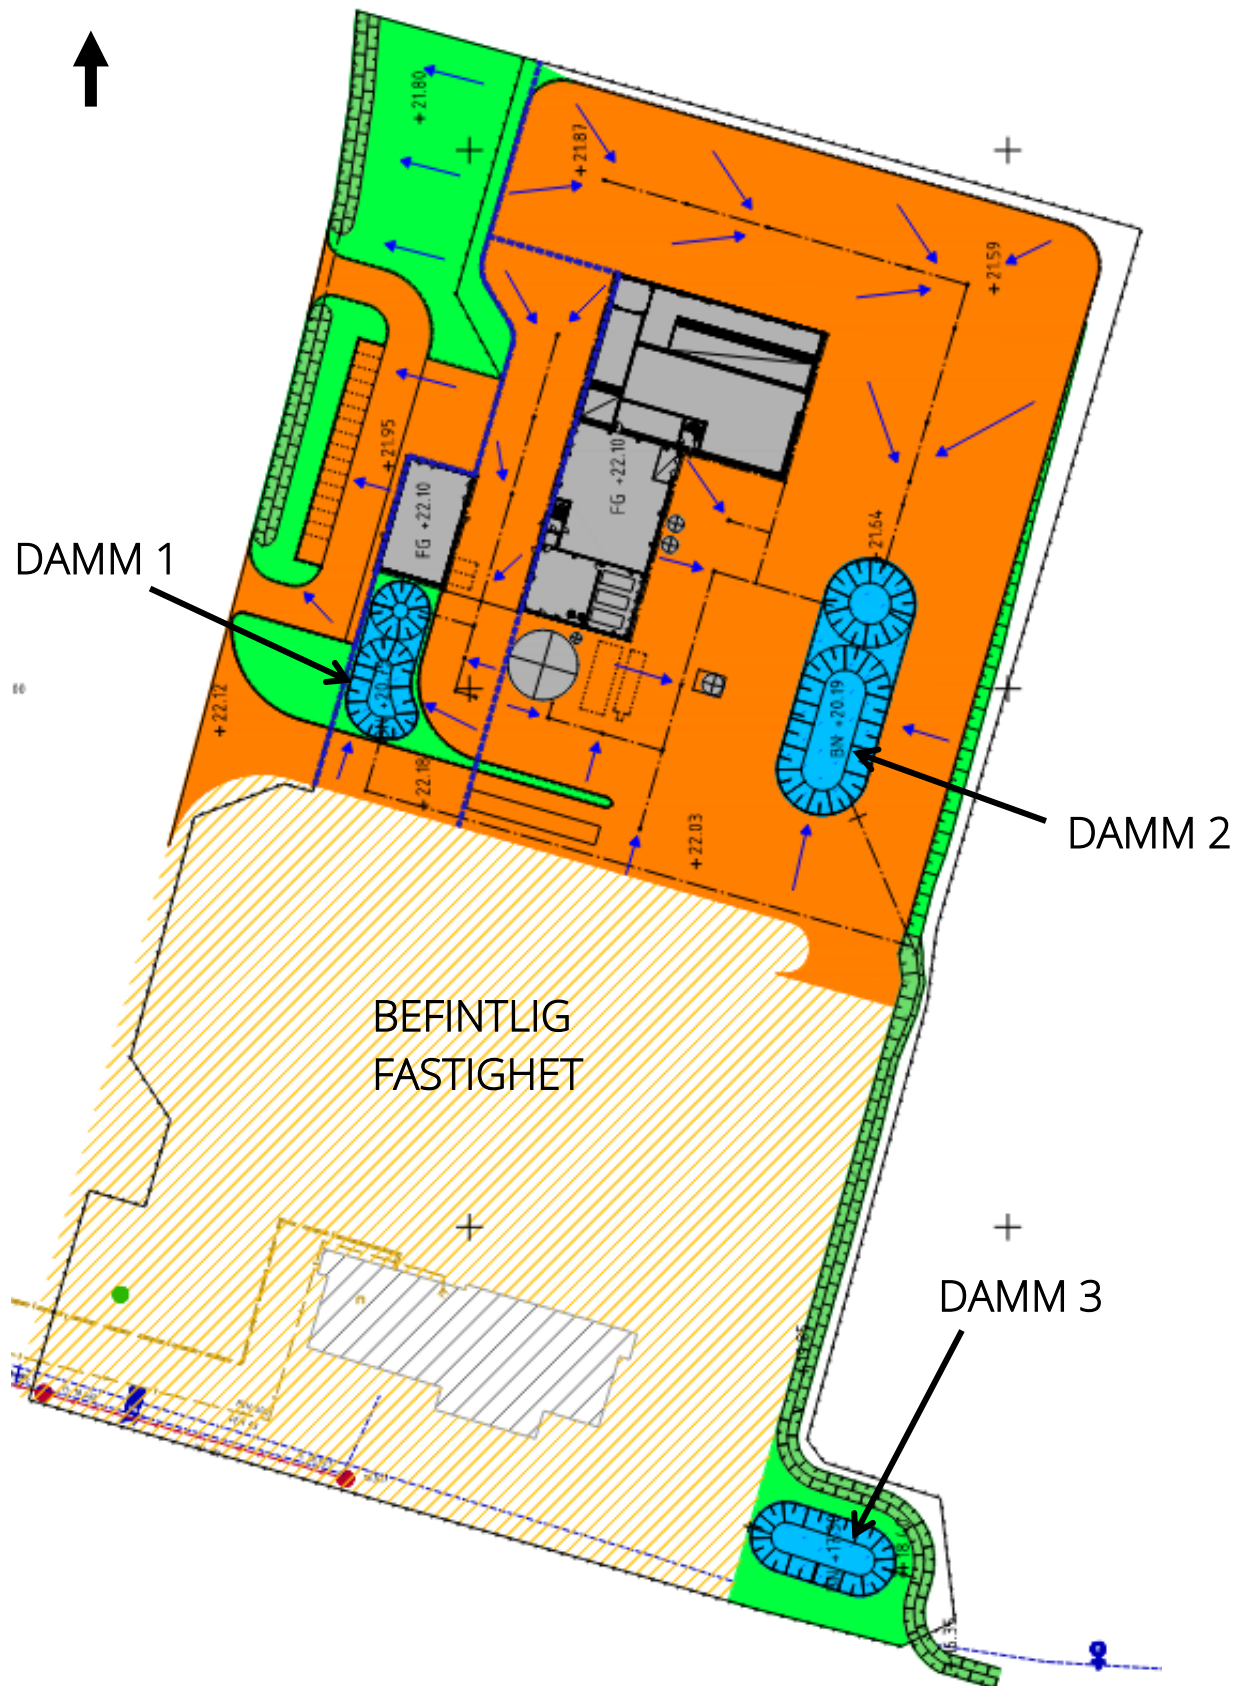 + 21.80
+ 21.87
+ 21.59
+ 21.95
FG +22.10
FG +22.10
+ 21.64
DAMM 1
+ 22.12
BN +20.19
+ 22.18
+ 22.03
DAMM 2
BEFINTLIG
FASTIGHET
DAMM 3